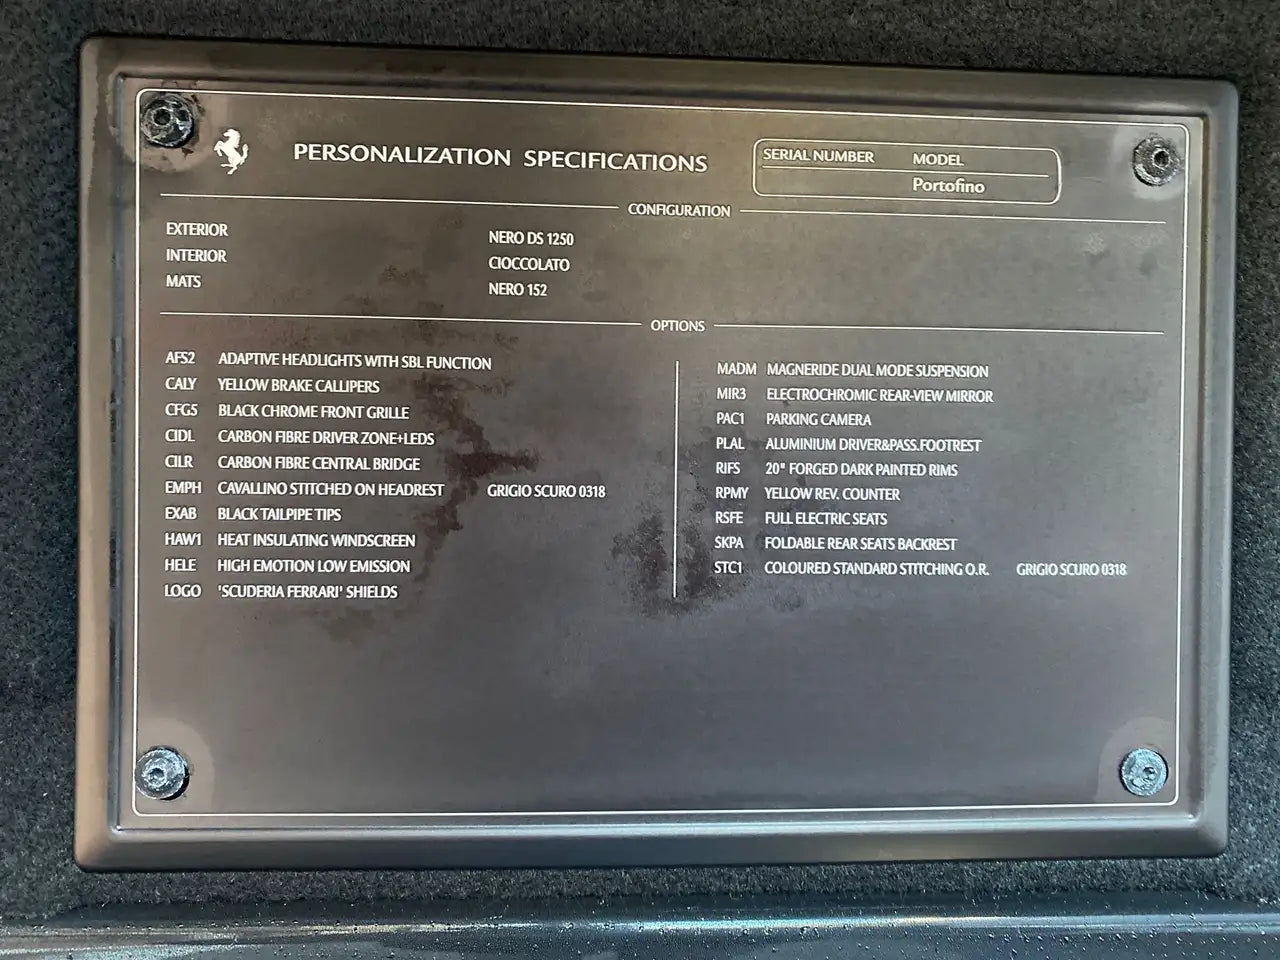 PERSONALIZATION SPECIFICATIONS
SERIAL NUMBER MODEL
Portofino
CONFIGURATION
EXTERIOR NERO DS 1250
INTERIOR CIOCCOLATO
MATS NERO 152
OPTIONS
AFS2 ADAPTIVE HEADLIGHTS WITH SBL FUNCTION
CALY YELLOW BRAKE CALLIPERS
CFG5 BLACK CHROME FRONT GRILLE
CIDL CARBON FIBRE DRIVER ZONE+LEDS
CILR CARBON FIBRE CENTRAL BRIDGE
EMPH CAVALLINO STITCHED ON HEADREST GRIGIO SCURO 0318
EXAB BLACK TAILPIPE TIPS
HAW1 HEAT INSULATING WINDSCREEN
HELE HIGH EMOTION LOW EMISSION
LOGO 'SCUDERIA FERRARI' SHIELDS
MADM MAGNERIDE DUAL MODE SUSPENSION
MIR3 ELECTROCHROMIC REAR-VIEW MIRROR
PAC1 PARKING CAMERA
PLAL ALUMINIUM DRIVER&PASS.FOOTREST
RIFS 20" FORGED DARK PAINTED RIMS
RPMY YELLOW REV. COUNTER
RSFE FULL ELECTRIC SEATS
SKPA FOLDABLE REAR SEATS BACKREST
STC1 COLOURED STANDARD STITCHING O.R. GRIGIO SCURO 0318